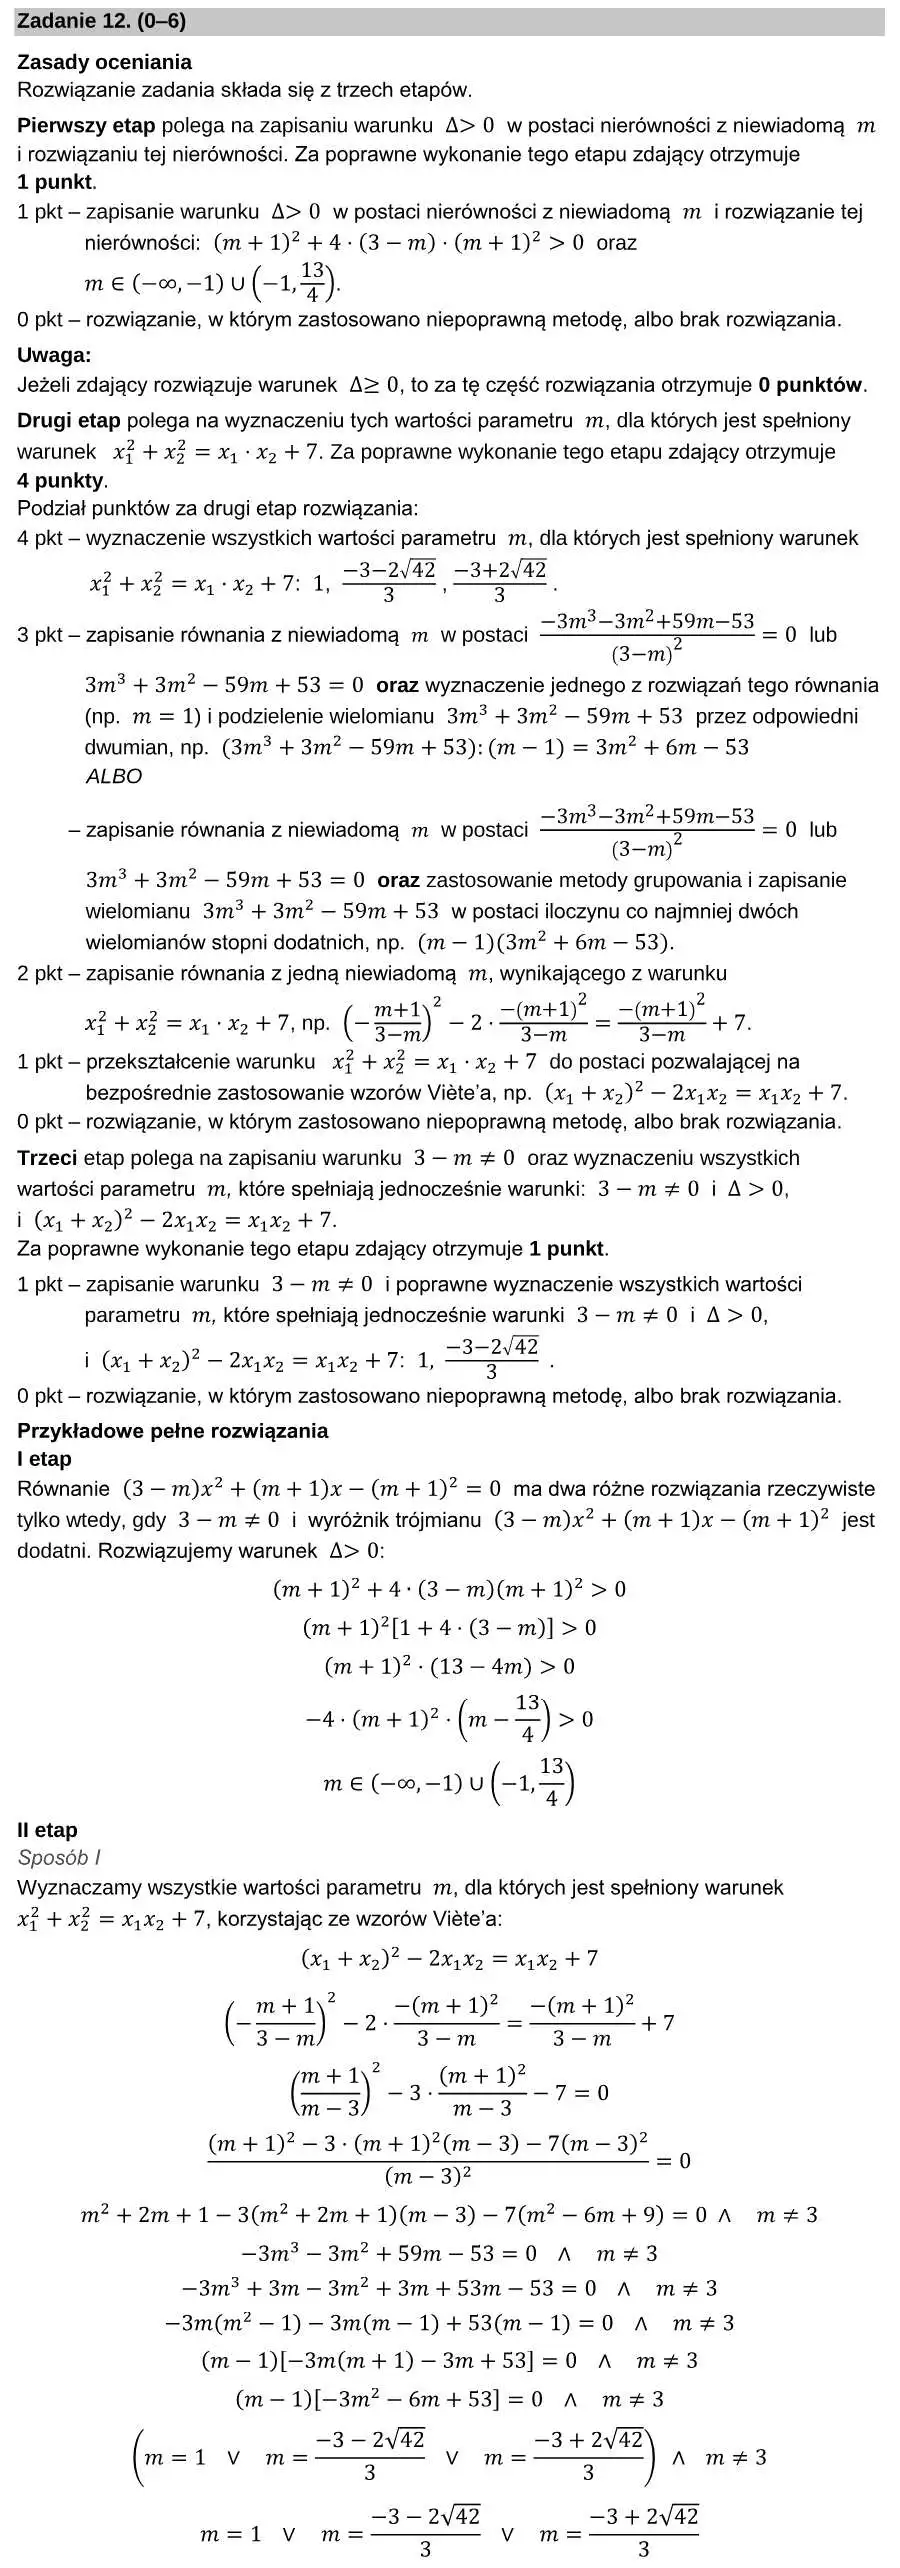 Zadanie 12. (0–6)
Zasady oceniania
Rozwiązanie zadania składa się z trzech etapów.
Pierwszy etap polega na zapisaniu warunku Δ> 0 w postaci nierówności z niewiadomą m
i rozwiązaniu tej nierówności. Za poprawne wykonanie tego etapu zdający otrzymuje
1 punkt.
1 pkt – zapisanie warunku Δ> 0 w postaci nierówności z niewiadomą m i rozwiązanie tej
nierówności: (m + 1)² + 4 · (3 − m) · (m + 1)² > 0 oraz
m ∈ (−∞, −1) ∪ (−1, 13/4).
0 pkt – rozwiązanie, w którym zastosowano niepoprawną metodę, albo brak rozwiązania.
Uwaga:
Jeżeli zdający rozwiązuje warunek Δ≥ 0, to za tę część rozwiązania otrzymuje 0 punktów.
Drugi etap polega na wyznaczeniu tych wartości parametru m, dla których jest spełniony
warunek x₁² + x₂² = x₁ · x₂ + 7. Za poprawne wykonanie tego etapu zdający otrzymuje
4 punkty.
Podział punktów za drugi etap rozwiązania:
4 pkt – wyznaczenie wszystkich wartości parametru m, dla których jest spełniony warunek
x₁² + x₂² = x₁ · x₂ + 7: 1, (−3−2√42)/3, (−3+2√42)/3.
3 pkt – zapisanie równania z niewiadomą m w postaci (−3m³−3m²+59m−53)/(3−m)² = 0 lub
3m³ + 3m² − 59m + 53 = 0 oraz wyznaczenie jednego z rozwiązań tego równania
(np. m = 1) i podzielenie wielomianu 3m³ + 3m² − 59m + 53 przez odpowiedni
dwumian, np. (3m³ + 3m² − 59m + 53): (m − 1) = 3m² + 6m − 53
ALBO
– zapisanie równania z niewiadomą m w postaci (−3m³−3m²+59m−53)/(3−m)² = 0 lub
3m³ + 3m² − 59m + 53 = 0 oraz zastosowanie metody grupowania i zapisanie
wielomianu 3m³ + 3m² − 59m + 53 w postaci iloczynu co najmniej dwóch
wielomianów stopni dodatnich, np. (m − 1)(3m² + 6m − 53).
2 pkt – zapisanie równania z jedną niewiadomą m, wynikającego z warunku
x₁² + x₂² = x₁ · x₂ + 7, np. (−(m+1)/(3−m))² − 2 · (−(m+1)²)/(3−m) = (−(m+1)²)/(3−m) + 7.
1 pkt – przekształcenie warunku x₁² + x₂² = x₁ · x₂ + 7 do postaci pozwalającej na
bezpośrednie zastosowanie wzorów Viète’a, np. (x₁ + x₂)² − 2x₁x₂ = x₁x₂ + 7.
0 pkt – rozwiązanie, w którym zastosowano niepoprawną metodę, albo brak rozwiązania.
Trzeci etap polega na zapisaniu warunku 3 − m ≠ 0 oraz wyznaczeniu wszystkich
wartości parametru m, które spełniają jednocześnie warunki: 3 − m ≠ 0 i Δ > 0,
i (x₁ + x₂)² − 2x₁x₂ = x₁x₂ + 7.
Za poprawne wykonanie tego etapu zdający otrzymuje 1 punkt.
1 pkt – zapisanie warunku 3 − m ≠ 0 i poprawne wyznaczenie wszystkich wartości
parametru m, które spełniają jednocześnie warunki 3 − m ≠ 0 i Δ > 0,
i (x₁ + x₂)² − 2x₁x₂ = x₁x₂ + 7: 1, (−3−2√42)/3 .
0 pkt – rozwiązanie, w którym zastosowano niepoprawną metodę, albo brak rozwiązania.
Przykładowe pełne rozwiązania
I etap
Równanie (3 − m)x² + (m + 1)x − (m + 1)² = 0 ma dwa różne rozwiązania rzeczywiste
tylko wtedy, gdy 3 − m ≠ 0 i wyróżnik trójmianu (3 − m)x² + (m + 1)x − (m + 1)² jest
dodatni. Rozwiązujemy warunek Δ> 0:
(m + 1)² + 4 · (3 − m)(m + 1)² > 0
(m + 1)²[1 + 4 · (3 − m)] > 0
(m + 1)² · (13 − 4m) > 0
−4 · (m + 1)² · (m − 13/4) > 0
m ∈ (−∞, −1) ∪ (−1, 13/4)
II etap
Sposób I
Wyznaczamy wszystkie wartości parametru m, dla których jest spełniony warunek
x₁² + x₂² = x₁x₂ + 7, korzystając ze wzorów Viète’a:
(x₁ + x₂)² − 2x₁x₂ = x₁x₂ + 7
(−(m + 1)/(3 − m))² − 2 · (−(m + 1)²)/(3 − m) = (−(m + 1)²)/(3 − m) + 7
((m + 1)/(m − 3))² − 3 · (m + 1)²/(m − 3) − 7 = 0
((m + 1)² − 3 · (m + 1)²(m − 3) − 7(m − 3)²)/(m − 3)² = 0
m² + 2m + 1 − 3(m² + 2m + 1)(m − 3) − 7(m² − 6m + 9) = 0 ∧ m ≠ 3
−3m³ − 3m² + 59m − 53 = 0 ∧ m ≠ 3
−3m³ + 3m − 3m² + 3m + 53m − 53 = 0 ∧ m ≠ 3
−3m(m² − 1) − 3m(m − 1) + 53(m − 1) = 0 ∧ m ≠ 3
(m − 1)[−3m(m + 1) − 3m + 53] = 0 ∧ m ≠ 3
(m − 1)[−3m² − 6m + 53] = 0 ∧ m ≠ 3
(m = 1 ∨ m = (−3 − 2√42)/3 ∨ m = (−3 + 2√42)/3) ∧ m ≠ 3
m = 1 ∨ m = (−3 − 2√42)/3 ∨ m = (−3 + 2√42)/3